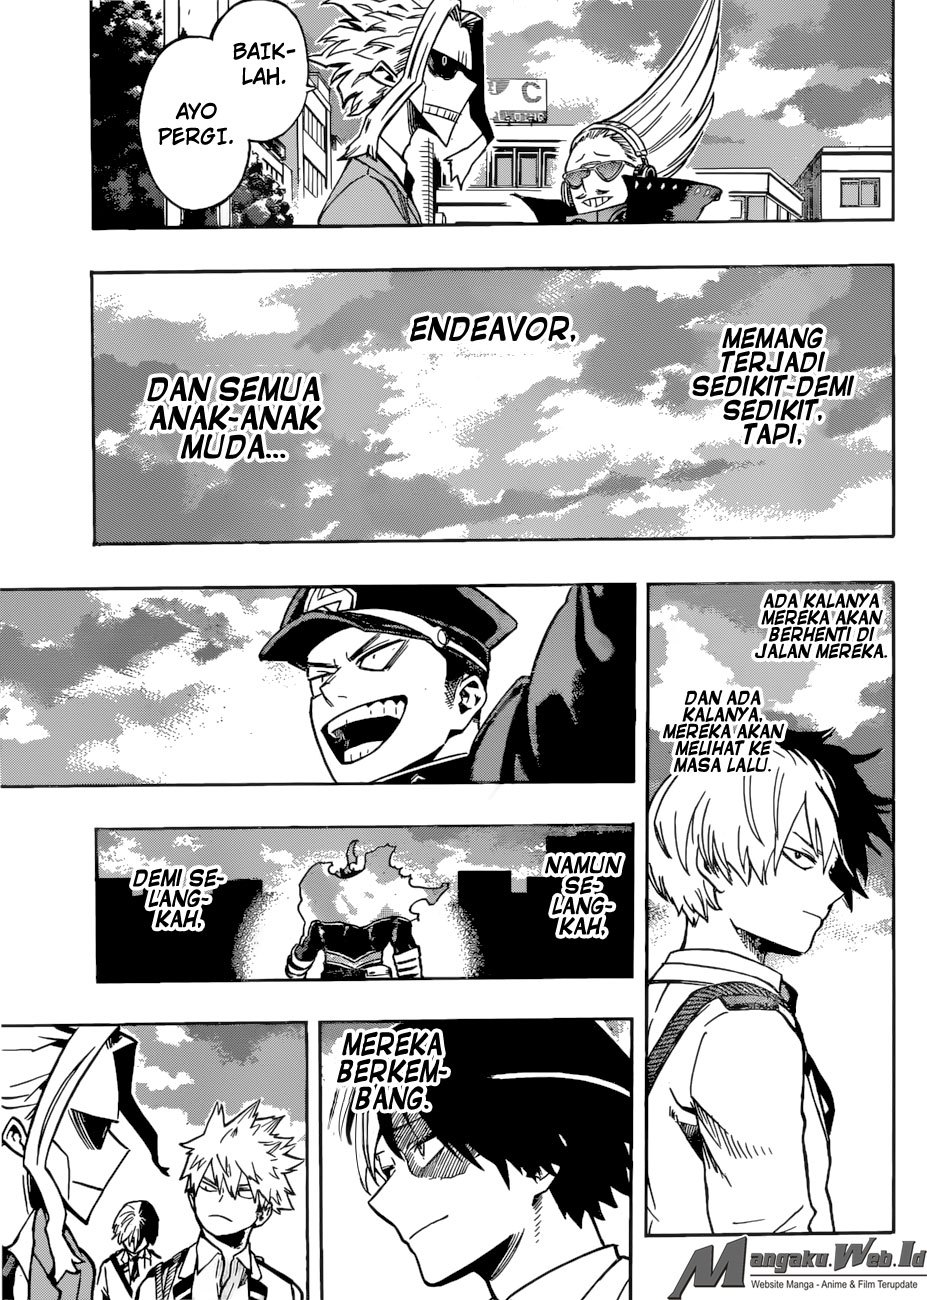 BAIK-
LAH.
AYO
PERGI.
C
MEMANG
TERJADI
SEDIKIT-DEMI
SEDIKIT,
TAPI,
ENDEAVOR,
DAN SEMUA
ANAK-ANAK
MUDA...
ADA KALANYA
MEREKA AKAN
BERHENTI DI
JALAN MEREKA.
DAN ADA
KALANYA,
MEREKA AKAN
MELIHAT KE
MASA LALU.
NAMUN
SE-
LANG-
KAH,
DEMI SE-
LANG-
KAH,
MEREKA
BERKEM-
BANG.
Mangaku.Web.Id
Website Manga - Anime & Film Terupdate